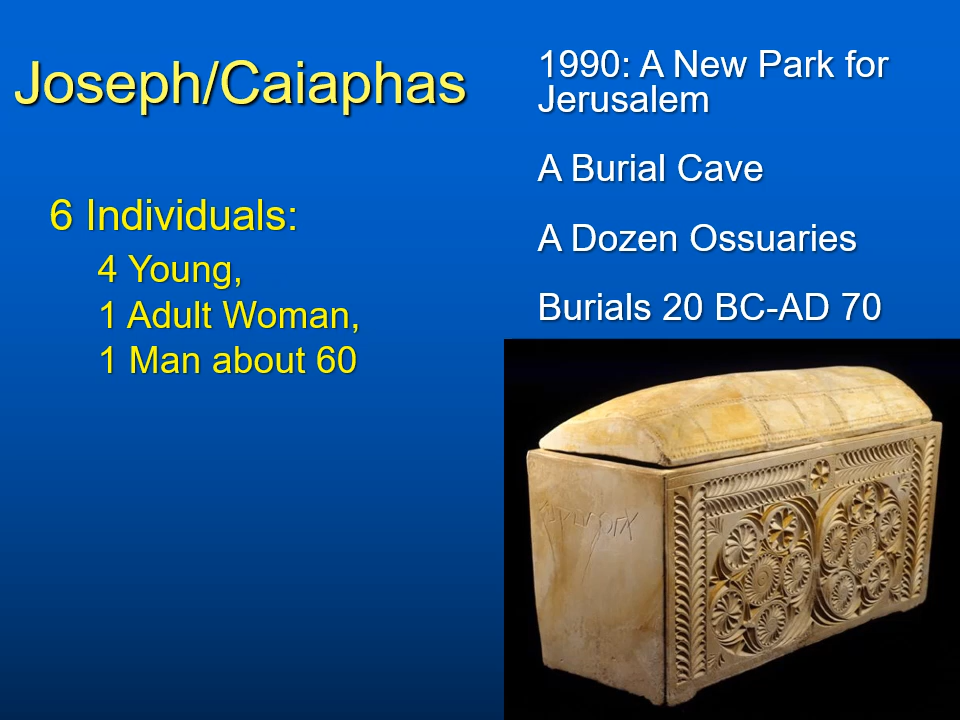 Joseph/Caiaphas
6 Individuals:
4 Young,
1 Adult Woman,
1 Man about 60
1990: A New Park for
Jerusalem
A Burial Cave
A Dozen Ossuaries
Burials 20 BC-AD 70